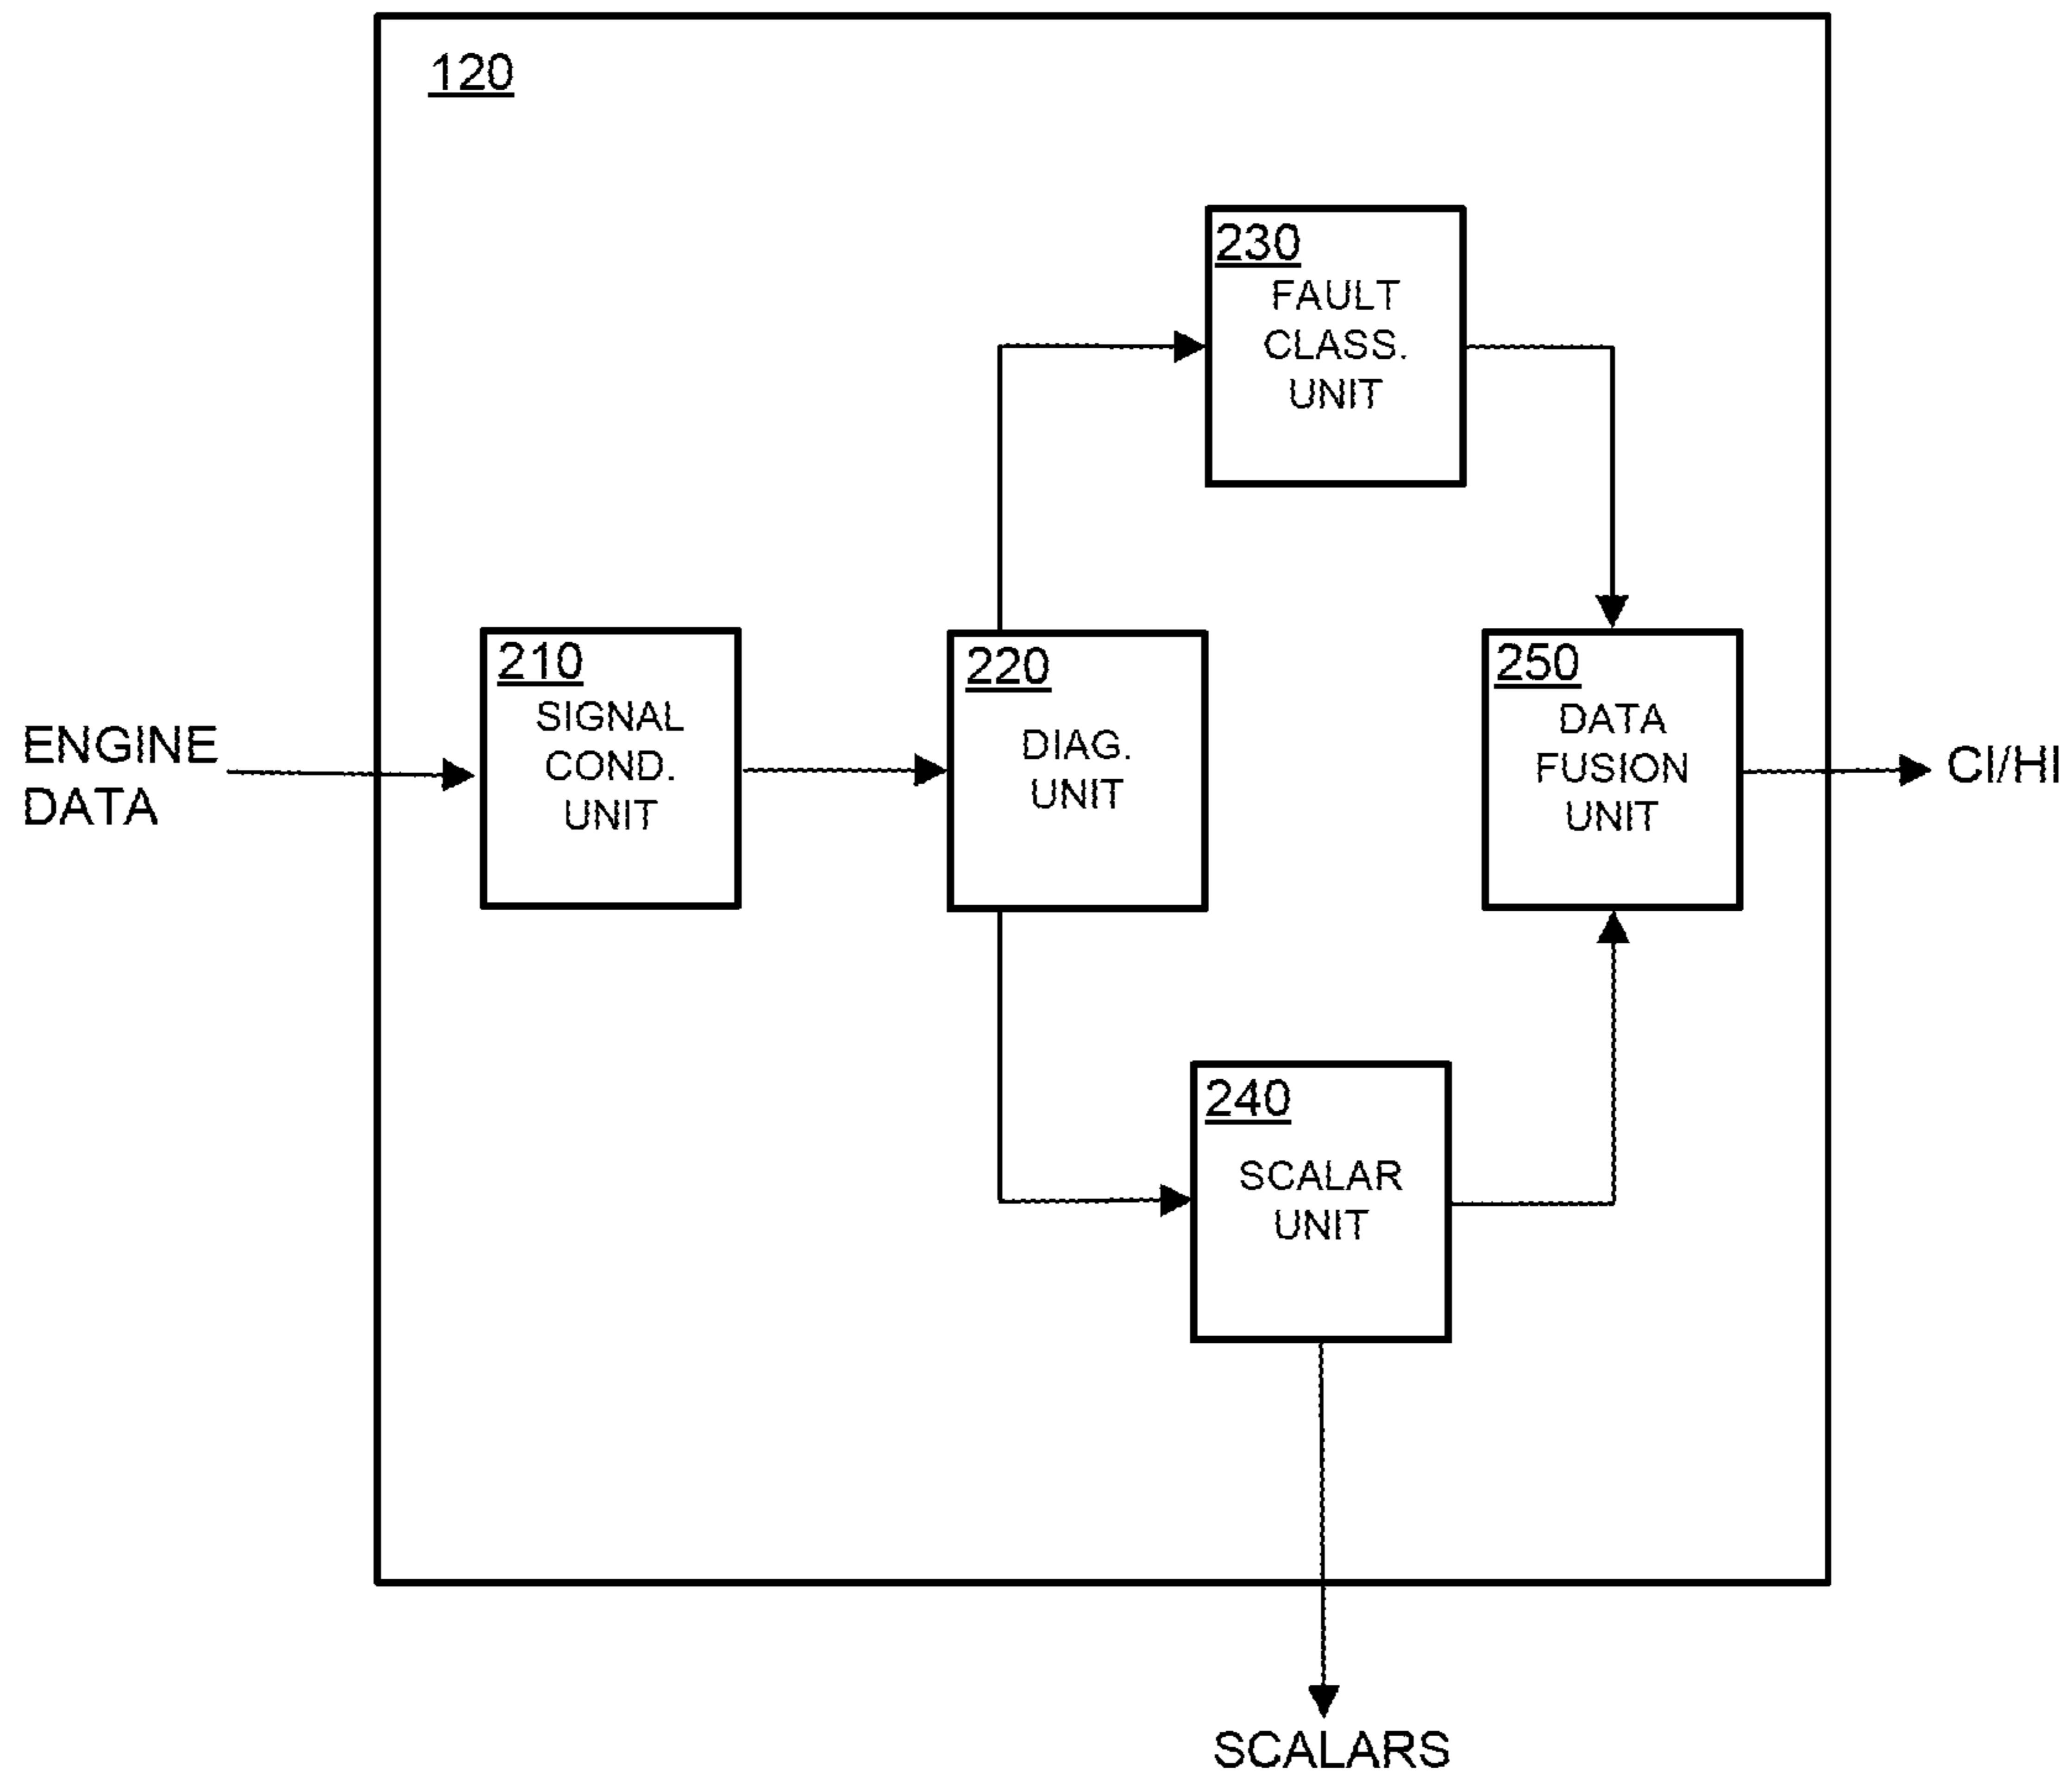 120
230
FAULT
CLASS.
UNIT
210
SIGNAL
COND.
UNIT
220
DIAG.
UNIT
250
DATA
FUSION
UNIT
ENGINE
DATA
CI/HI
240
SCALAR
UNIT
SCALARS